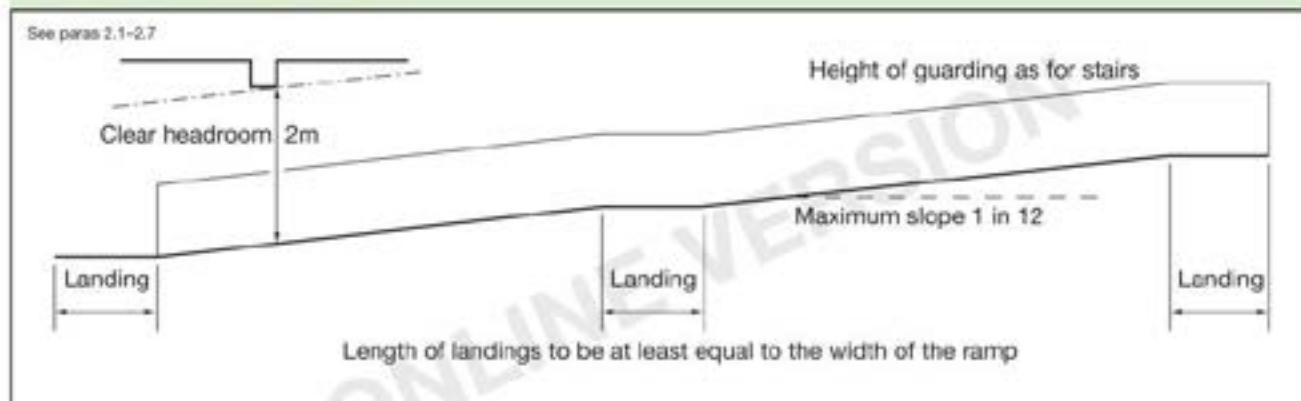 See paras 2.1–2.7
Height of guarding as for stairs
Clear headroom 2m
Maximum slope 1 in 12
Landing
Landing
Landing
Length of landings to be at least equal to the width of the ramp
ONLINE VERSION